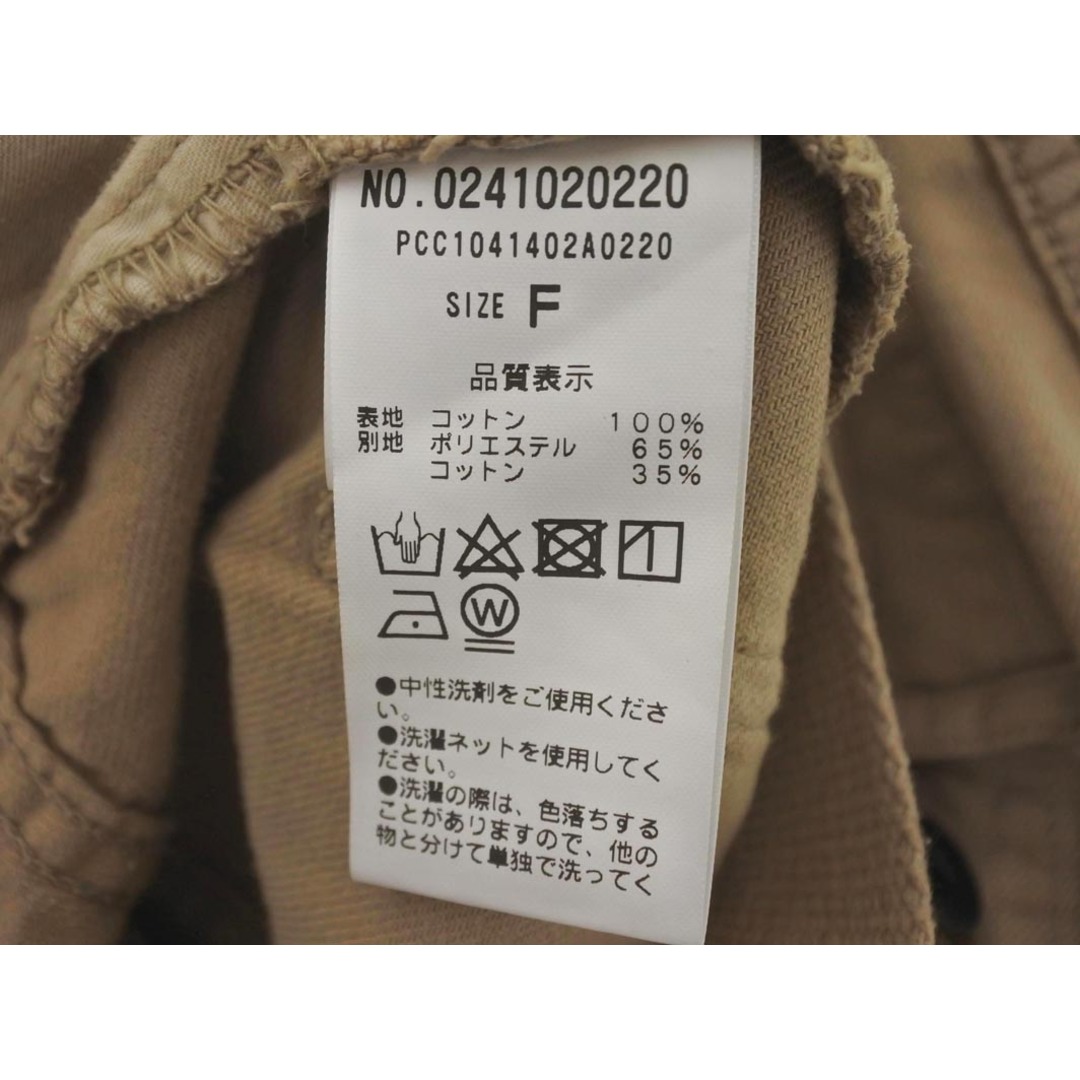 NO.0241020220
PCC1041402A0220
SIZE F
品質表示
表地 コットン 100%
別地 ポリエステル 65%
コットン 35%
W
●中性洗剤をご使用くださ
い。
●洗濯ネットを使用してく
ださい。
●洗濯の際は、色落ちする
ことがありますので、他の
物と分けて単独で洗ってく